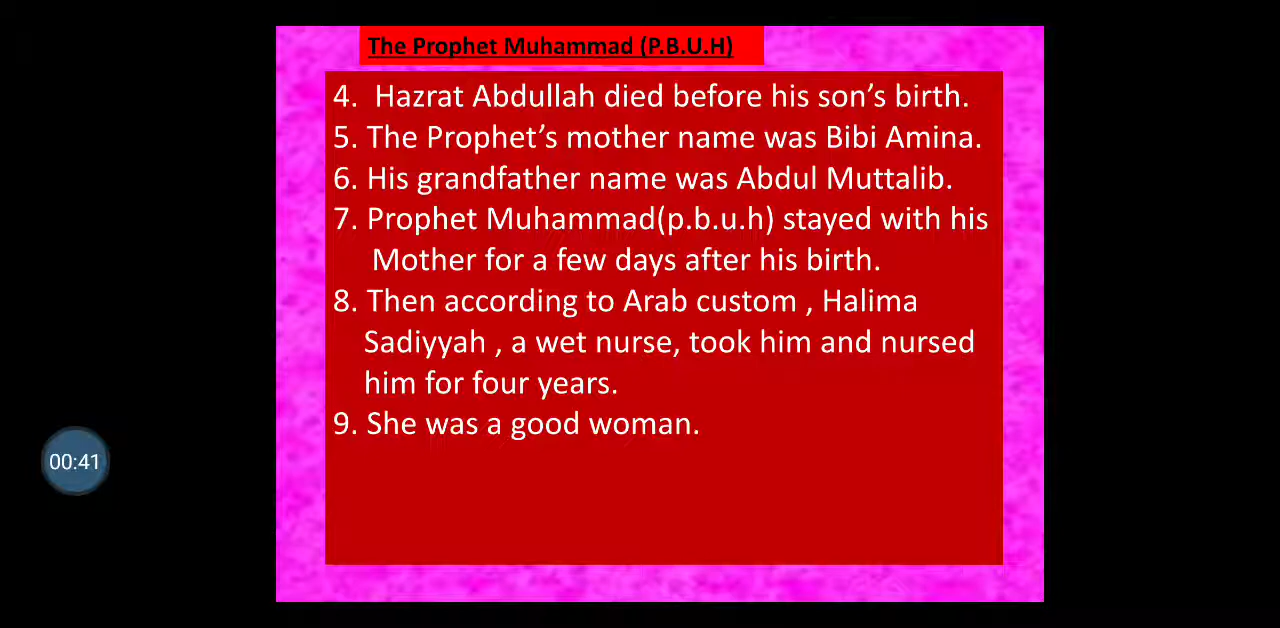 The Prophet Muhammad (P.B.U.H)
4. Hazrat Abdullah died before his son’s birth.
5. The Prophet’s mother name was Bibi Amina.
6. His grandfather name was Abdul Muttalib.
7. Prophet Muhammad(p.b.u.h) stayed with his
Mother for a few days after his birth.
8. Then according to Arab custom , Halima
Sadiyyah , a wet nurse, took him and nursed
him for four years.
9. She was a good woman.
00:41